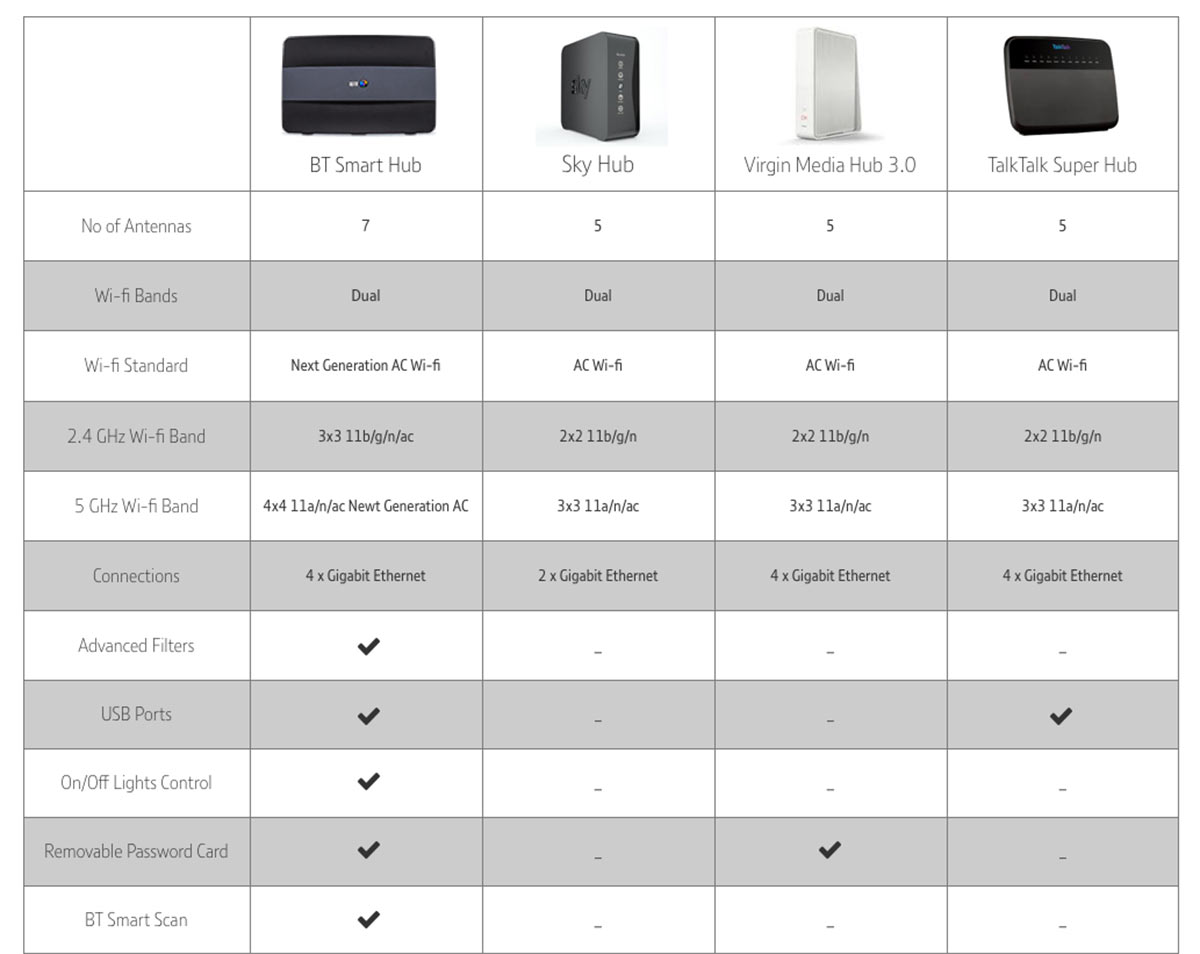 sky
TalkTalk
BT Smart Hub Sky Hub Virgin Media Hub 3.0 TalkTalk Super Hub
No of Antennas 7 5 5 5
Wi-fi Bands Dual Dual Dual Dual
Wi-fi Standard Next Generation AC Wi-fi AC Wi-fi AC Wi-fi AC Wi-fi
2.4 GHz Wi-fi Band 3x3 11b/g/n/ac 2x2 11b/g/n 2x2 11b/g/n 2x2 11b/g/n
5 GHz Wi-fi Band 4x4 11a/n/ac Newt Generation AC 3x3 11a/n/ac 3x3 11a/n/ac 3x3 11a/n/ac
Connections 4 x Gigabit Ethernet 2 x Gigabit Ethernet 4 x Gigabit Ethernet 4 x Gigabit Ethernet
Advanced Filters ✔ – – –
USB Ports ✔ – – ✔
On/Off Lights Control ✔ – – –
Removable Password Card ✔ – ✔ –
BT Smart Scan ✔ – – –